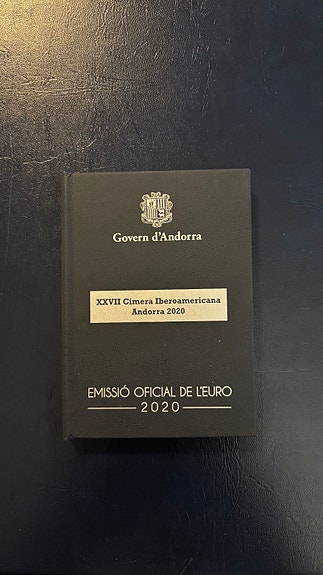 Govern d'Andorra
XXVII Cimera Iberoamericana
Andorra 2020
EMISSIÓ OFICIAL DE L'EURO
2020